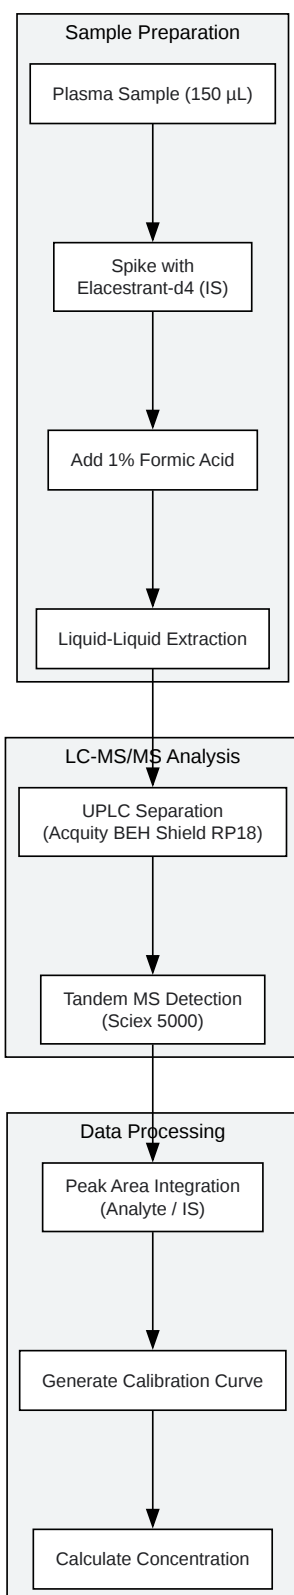 Sample Preparation
Plasma Sample (150 µL)
Spike with
Elacestrant-d4 (IS)
Add 1% Formic Acid
Liquid-Liquid Extraction
LC-MS/MS Analysis
UPLC Separation
(Acquity BEH Shield RP18)
Tandem MS Detection
(Sciex 5000)
Data Processing
Peak Area Integration
(Analyte / IS)
Generate Calibration Curve
Calculate Concentration